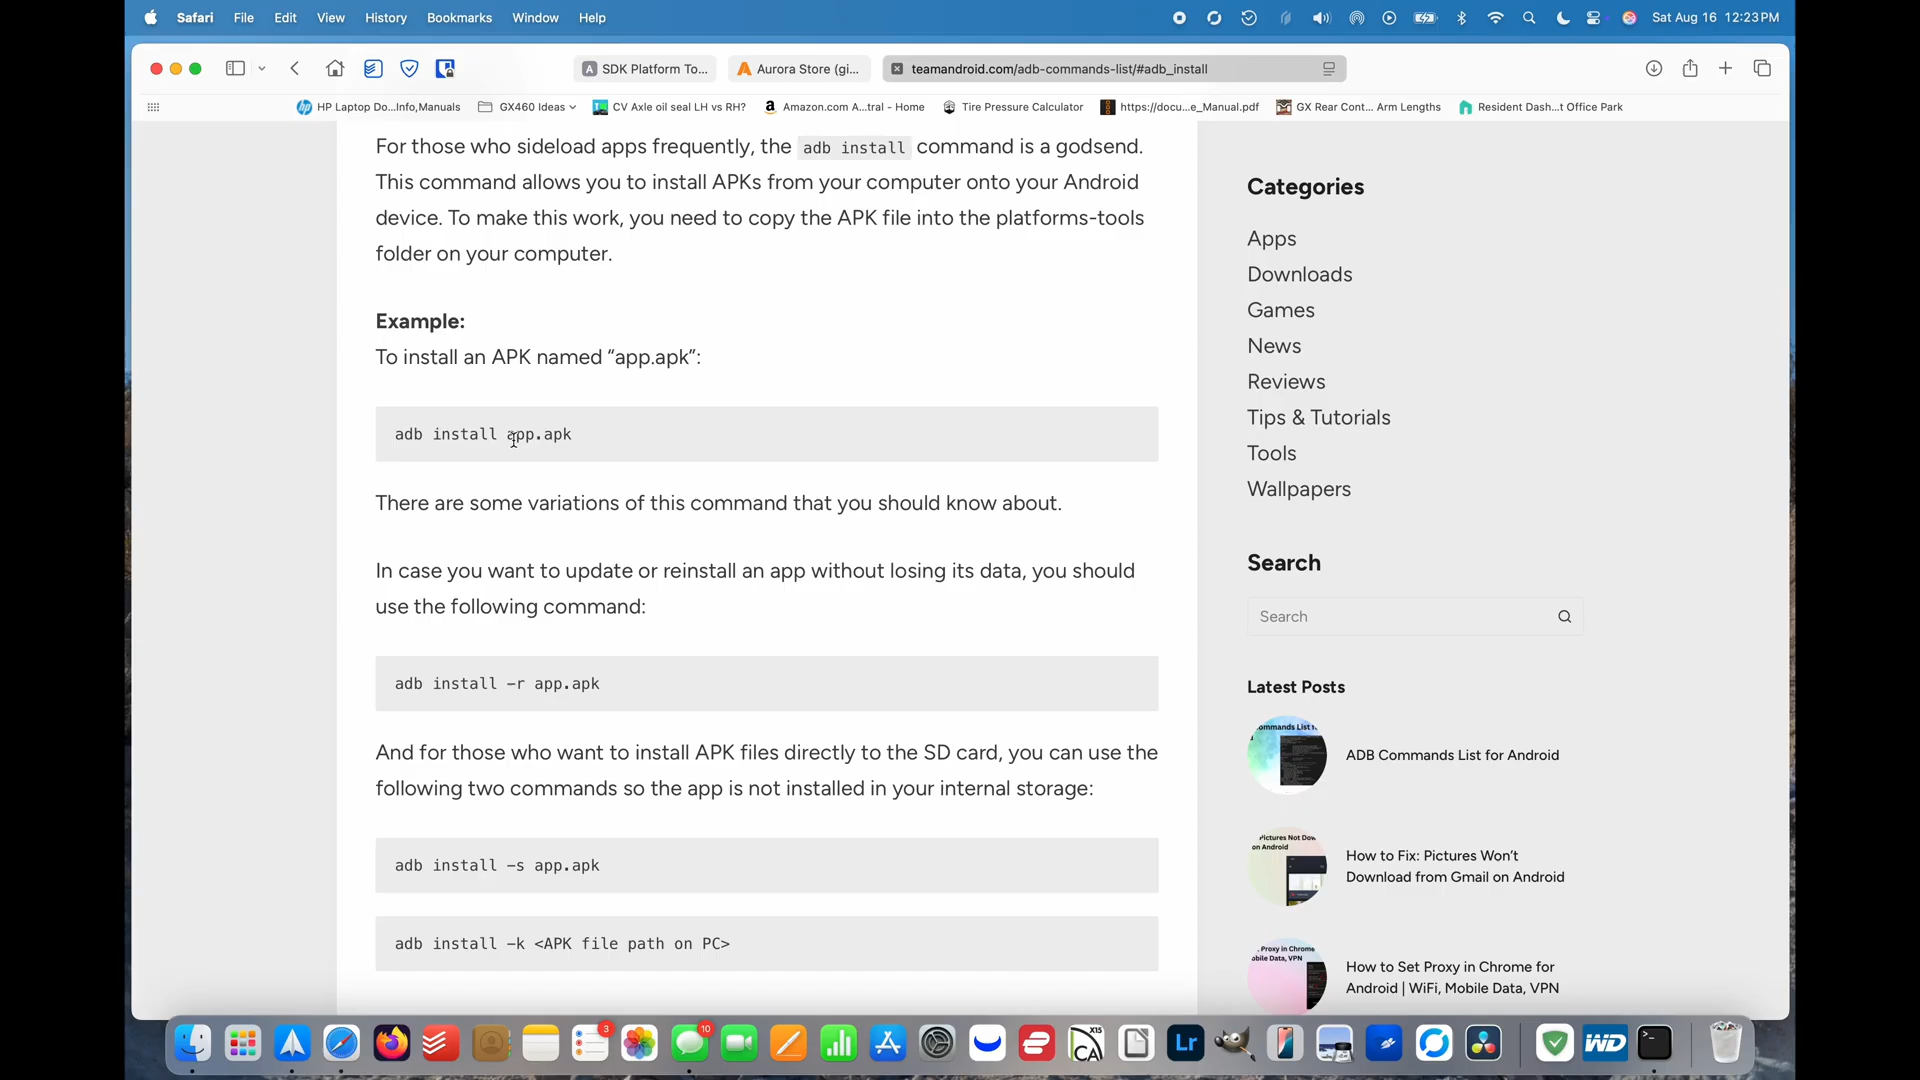 Safari File Edit View History Bookmarks Window Help Sat Aug 16 12:23 PM
SDK Platform To... Aurora Store (gi... teamandroid.com/adb-commands-list/#adb_install
HP Laptop Do...Info,Manuals GX460 Ideas CV Axle oil seal LH vs RH? Amazon.com A...tral - Home Tire Pressure Calculator https://docu...e_Manual.pdf GX Rear Cont... Arm Lengths Resident Dash...t Office Park
For those who sideload apps frequently, the adb install command is a godsend.
This command allows you to install APKs from your computer onto your Android
device. To make this work, you need to copy the APK file into the platforms-tools
folder on your computer.
Example:
To install an APK named “app.apk”:
adb install app.apk
There are some variations of this command that you should know about.
In case you want to update or reinstall an app without losing its data, you should
use the following command:
adb install -r app.apk
And for those who want to install APK files directly to the SD card, you can use the
following two commands so the app is not installed in your internal storage:
adb install -s app.apk
adb install -k <APK file path on PC>
Categories
Apps
Downloads
Games
News
Reviews
Tips & Tutorials
Tools
Wallpapers
Search
Search
Latest Posts
ADB Commands List for Android
How to Fix: Pictures Won’t
Download from Gmail on Android
How to Set Proxy in Chrome for
Android | WiFi, Mobile Data, VPN
3
10
X15
CA
Lr
WD